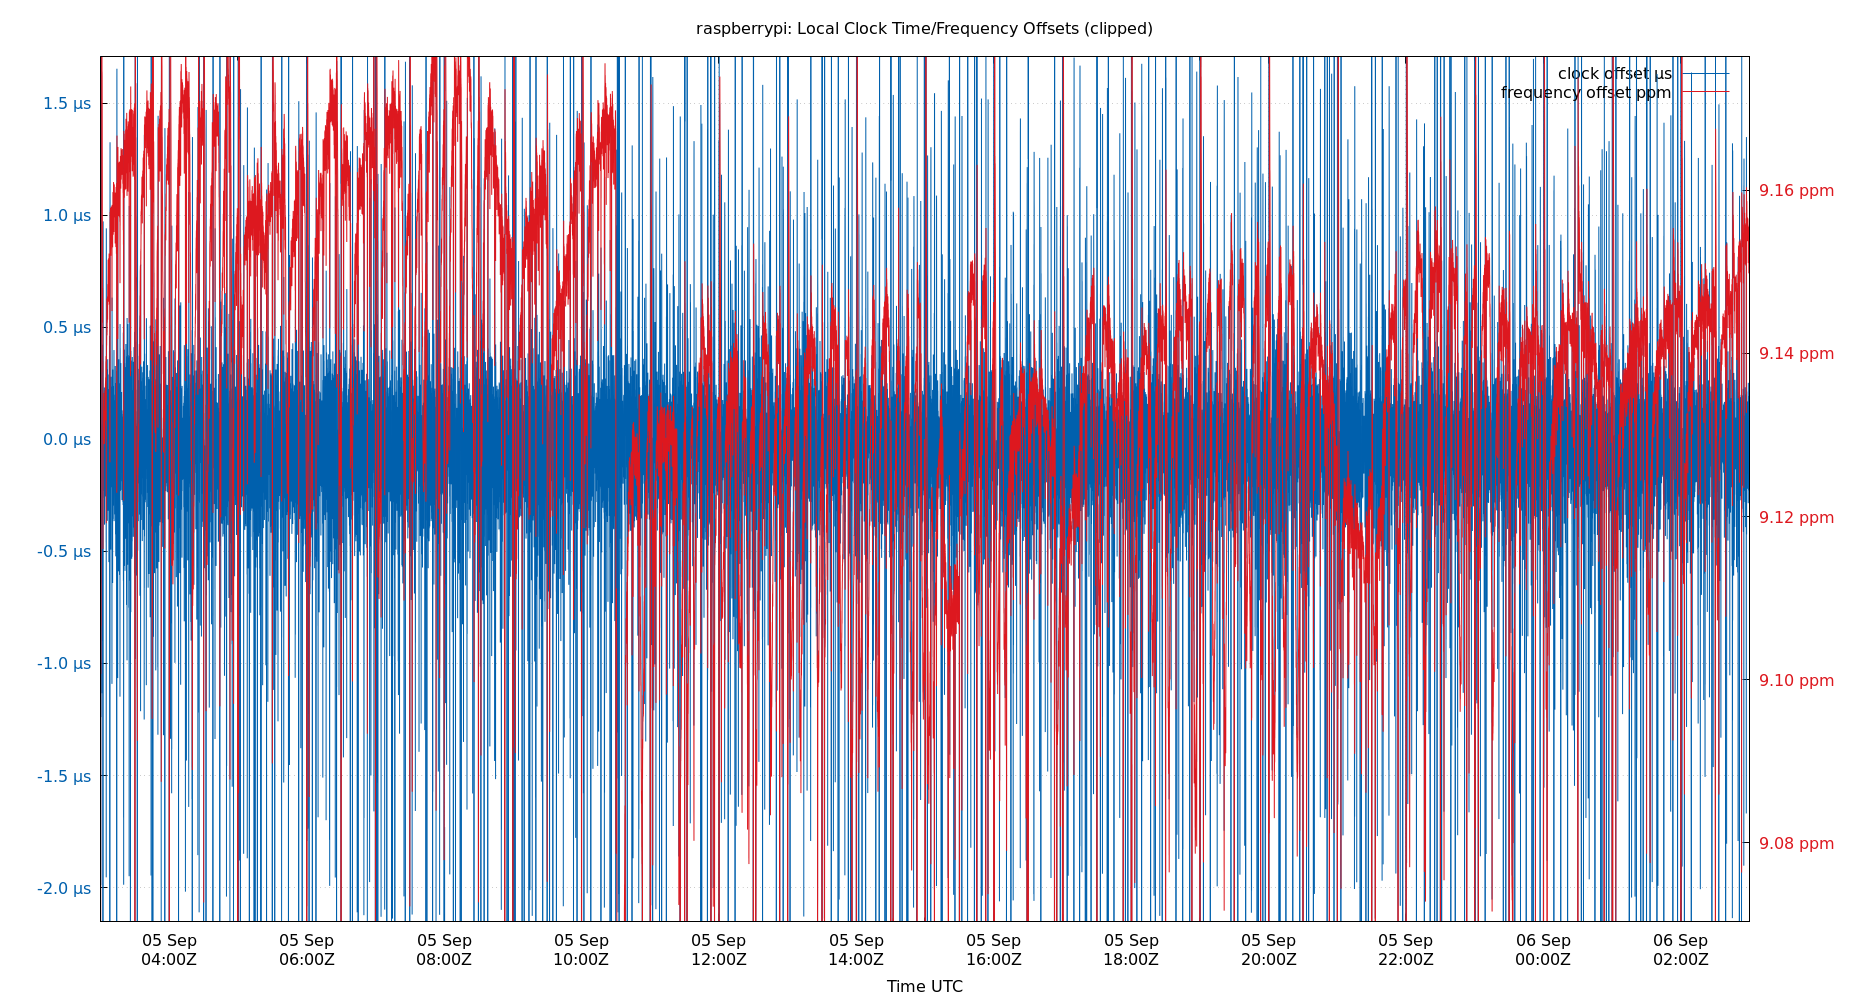 raspberrypi: Local Clock Time/Frequency Offsets (clipped)
clock offset µs
frequency offset ppm
1.5 µs
1.0 µs
0.5 µs
0.0 µs
-0.5 µs
-1.0 µs
-1.5 µs
-2.0 µs
9.16 ppm
9.14 ppm
9.12 ppm
9.10 ppm
9.08 ppm
05 Sep 05 Sep 05 Sep 05 Sep 05 Sep 05 Sep 05 Sep 05 Sep 05 Sep 05 Sep 06 Sep 06 Sep
04:00Z 06:00Z 08:00Z 10:00Z 12:00Z 14:00Z 16:00Z 18:00Z 20:00Z 22:00Z 00:00Z 02:00Z
Time UTC